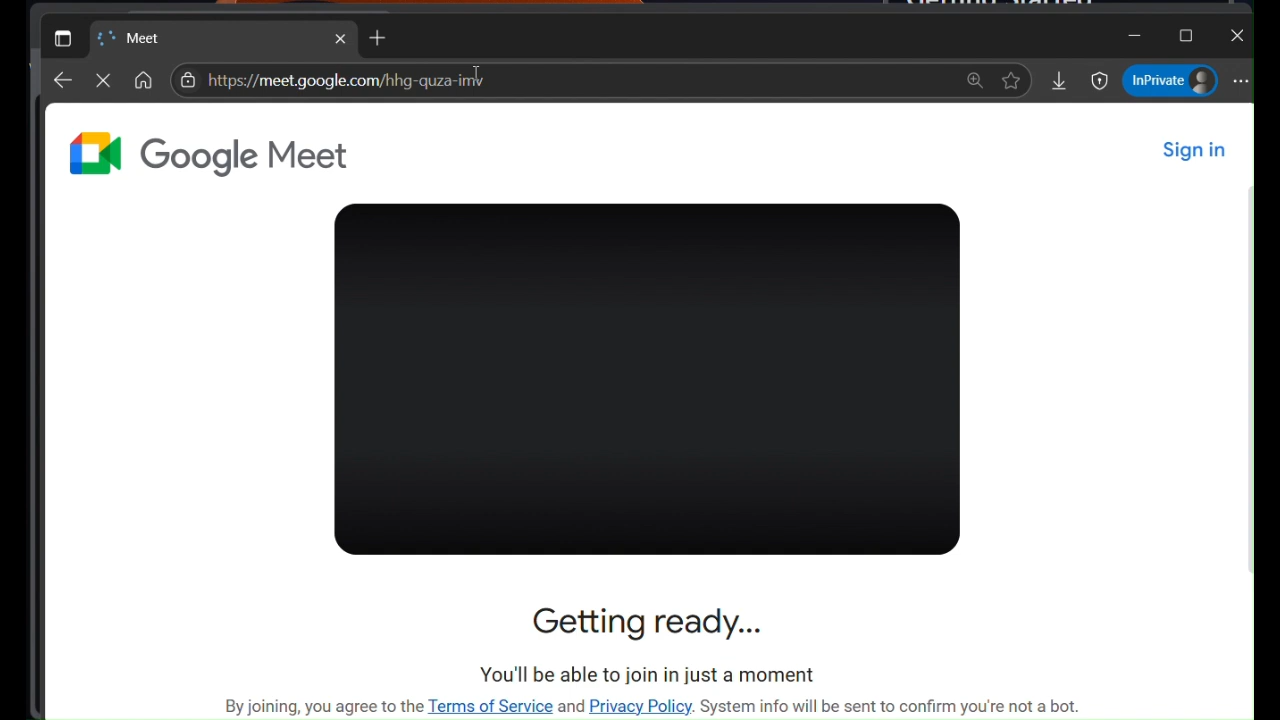 Getting Started
Meet
https://meet.google.com/hhg-quza-imv
InPrivate
Google Meet
Sign in
Getting ready...
You'll be able to join in just a moment
By joining, you agree to the Terms of Service and Privacy Policy. System info will be sent to confirm you're not a bot.